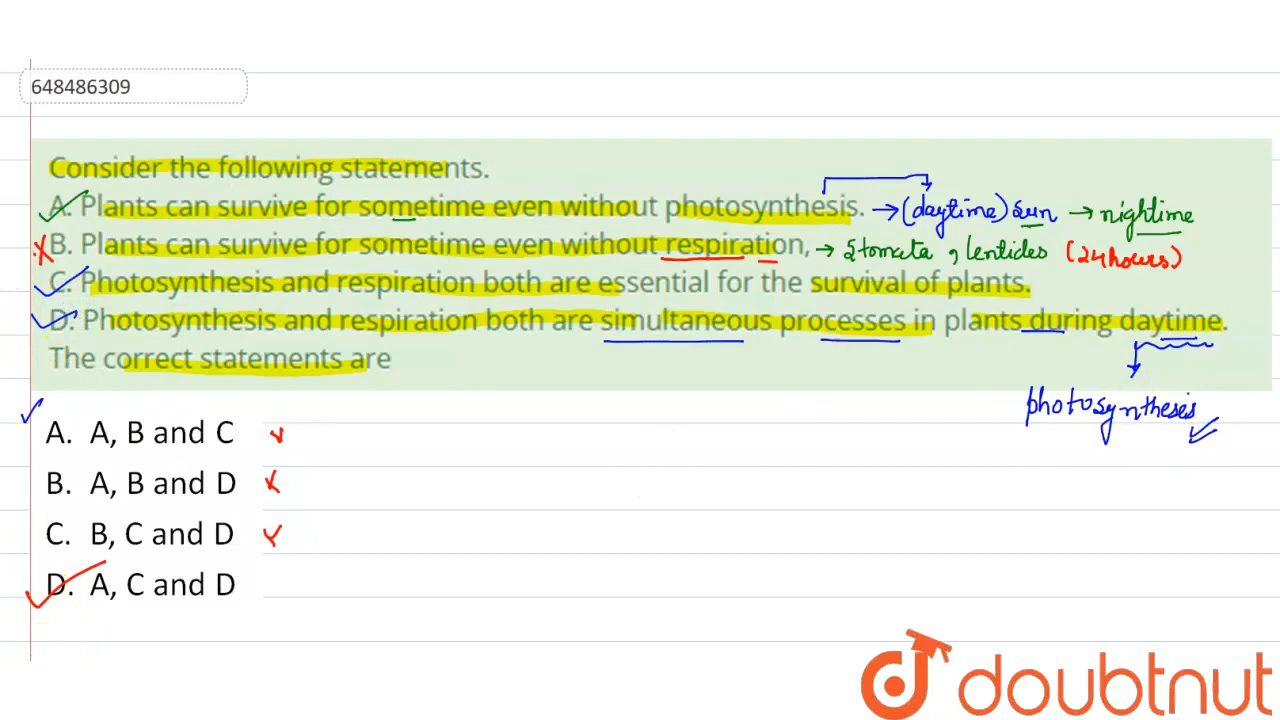 648486309
Consider the following statements.
A. Plants can survive for sometime even without photosynthesis. → (daytime) sun → nightime
B. Plants can survive for sometime even without respiration, → stomata, lenticles (24 hours)
C. Photosynthesis and respiration both are essential for the survival of plants.
D. Photosynthesis and respiration both are simultaneous processes in plants during daytime.
The correct statements are
photosynthesis
A. A, B and C
B. A, B and D
C. B, C and D
D. A, C and D
doubtnut